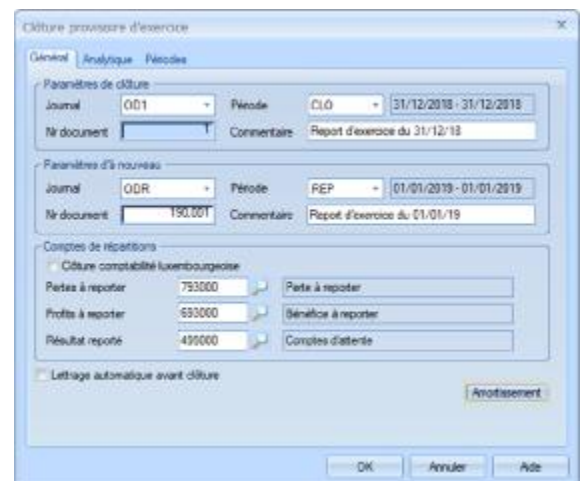 Clôture provisoire d'exercice
Général Analytique Périodes
Paramètres de clôture
Journal OD1 Période CLO 31/12/2018 - 31/12/2018
Nr document 1 Commentaire Report d'exercice du 31/12/18
Paramètres d'à nouveau
Journal ODR Période REP 01/01/2019 - 01/01/2019
Nr document 190.001 Commentaire Report d'exercice du 01/01/19
Comptes de répartitions
Clôture comptabilité luxembourgeoise
Pertes à reporter 793000 Perte à reporter
Profits à reporter 693000 Bénéfice à reporter
Résultat reporté 499000 Comptes d'attente
Lettrage automatique avant clôture
Amortissement
OK Annuler Aide